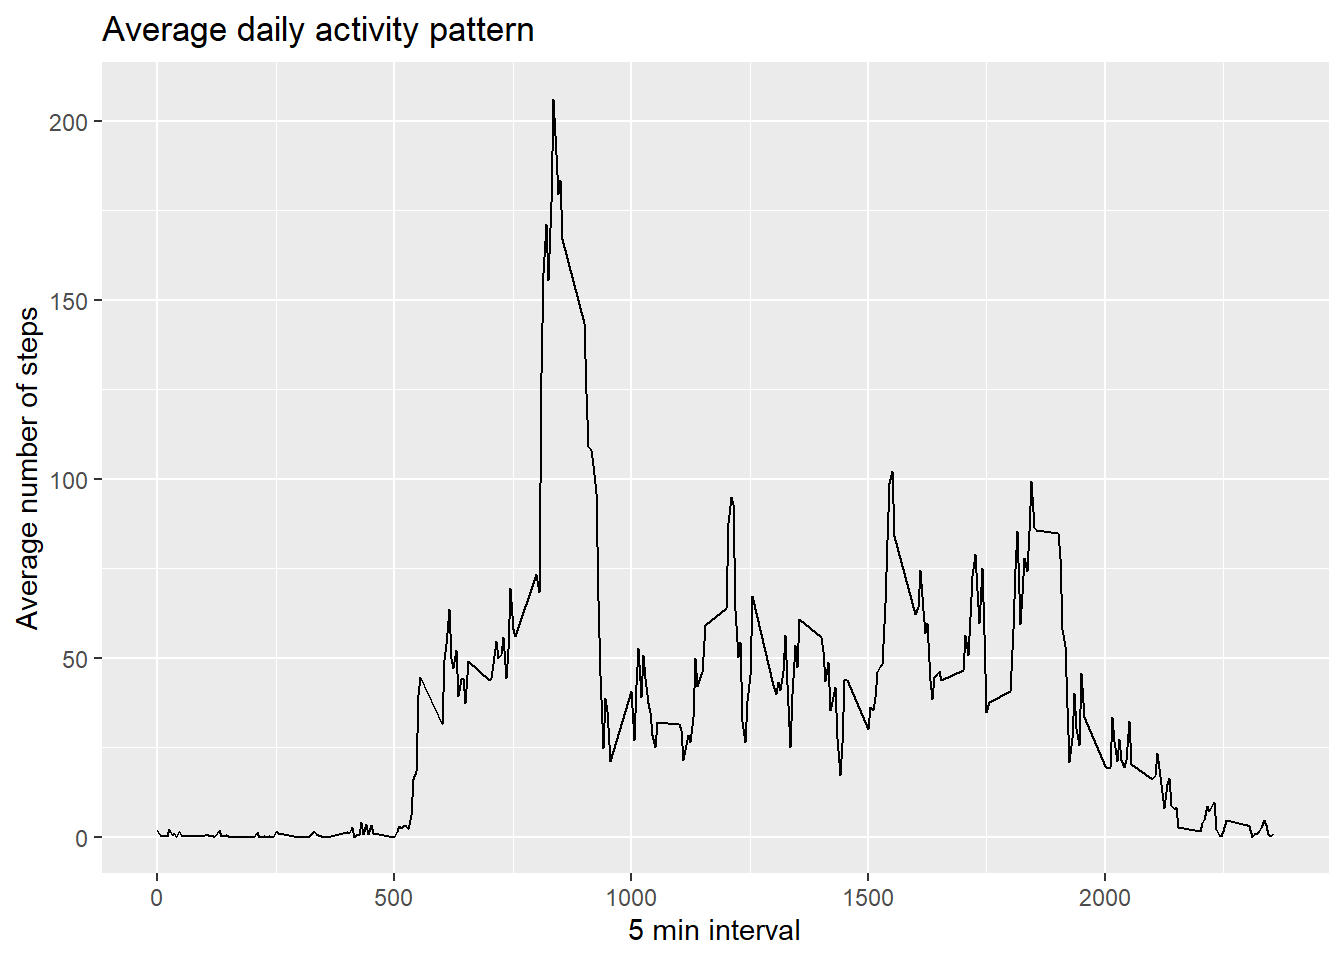 Average daily activity pattern
Average number of steps
200
150
100
50
0
0 500 1000 1500 2000
5 min interval